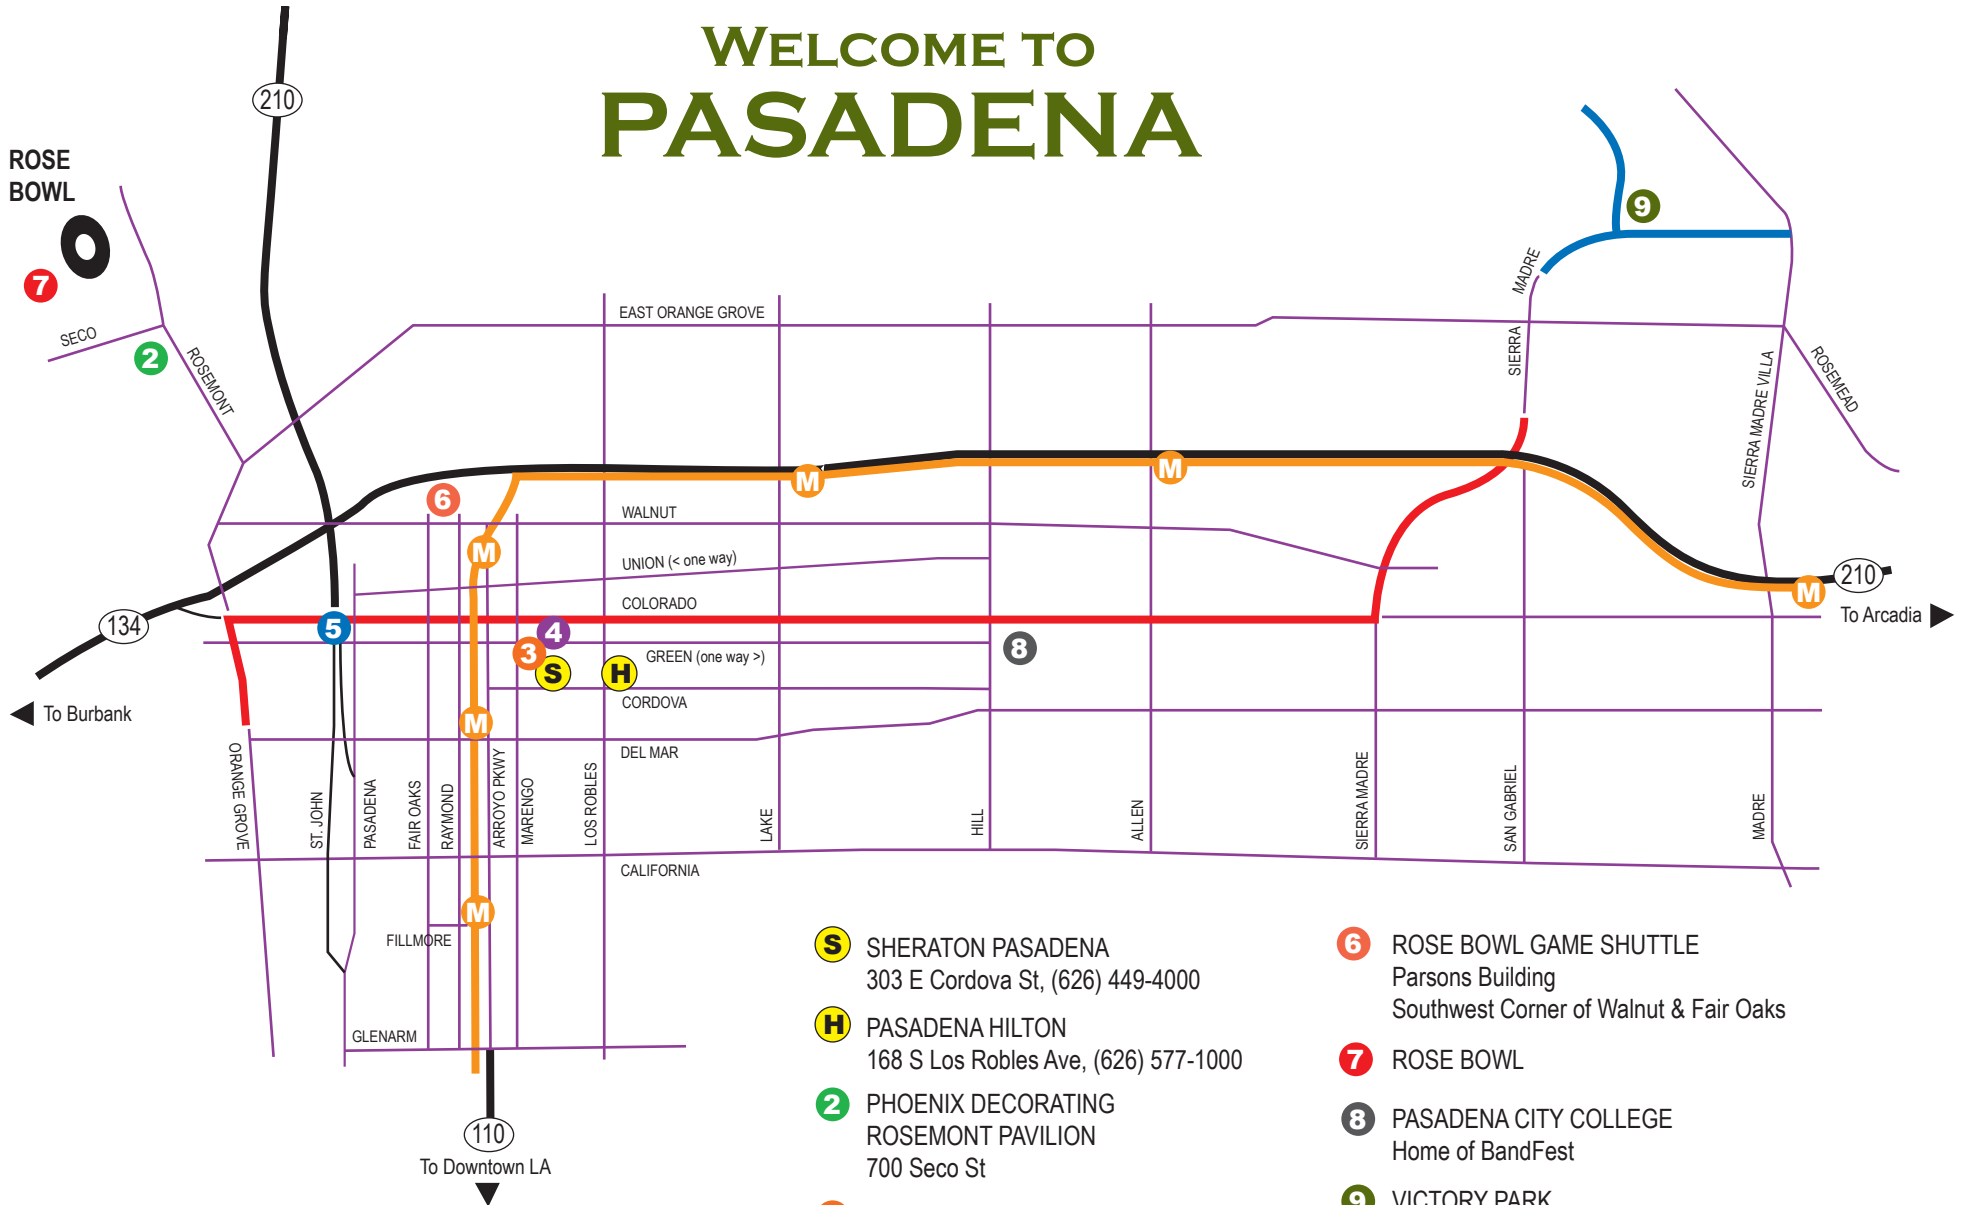 WELCOME TO
PASADENA
210
ROSE
BOWL
7
SECO
2
ROSEMONT
9
MADRE
SIERRA
EAST ORANGE GROVE
SIERRA MADRE VILLA
ROSEMEAD
M
M
6
WALNUT
M
UNION (< one way)
COLORADO
134
5
4
3
S
H
GREEN (one way >)
8
CORDOVA
M
210
To Arcadia
To Burbank
M
DEL MAR
ORANGE GROVE
ST. JOHN
PASADENA
FAIR OAKS
RAYMOND
ARROYO PKWY
MARENGO
LOS ROBLES
LAKE
HILL
ALLEN
SIERRA MADRE
SAN GABRIEL
MADRE
CALIFORNIA
M
FILLMORE
GLENARM
110
To Downtown LA
S SHERATON PASADENA
303 E Cordova St, (626) 449-4000
H PASADENA HILTON
168 S Los Robles Ave, (626) 577-1000
2 PHOENIX DECORATING
ROSEMONT PAVILION
700 Seco St
6 ROSE BOWL GAME SHUTTLE
Parsons Building
Southwest Corner of Walnut & Fair Oaks
7 ROSE BOWL
8 PASADENA CITY COLLEGE
Home of BandFest
9 VICTORY PARK